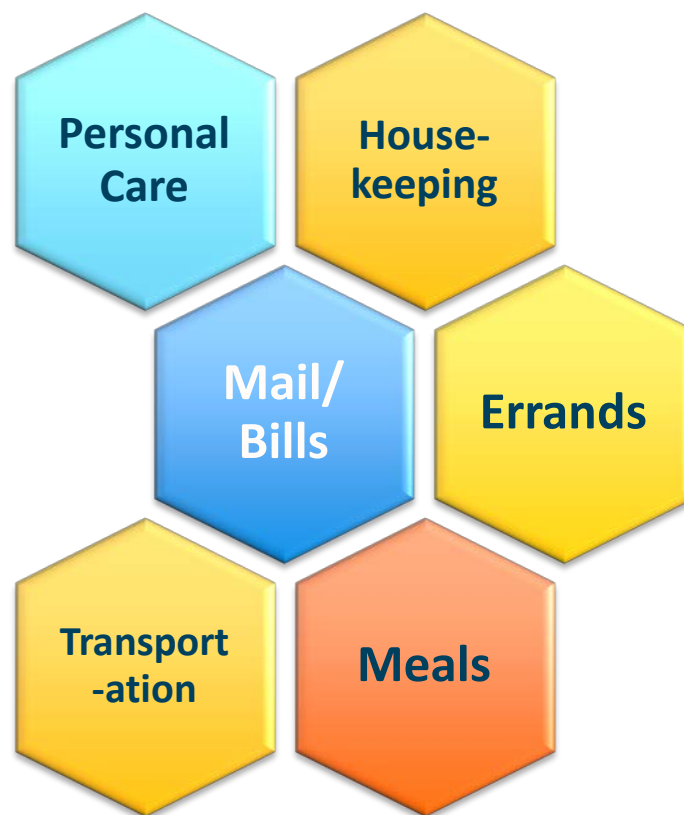 Personal
Care
House-
keeping
Mail/
Bills
Errands
Transport
-ation
Meals